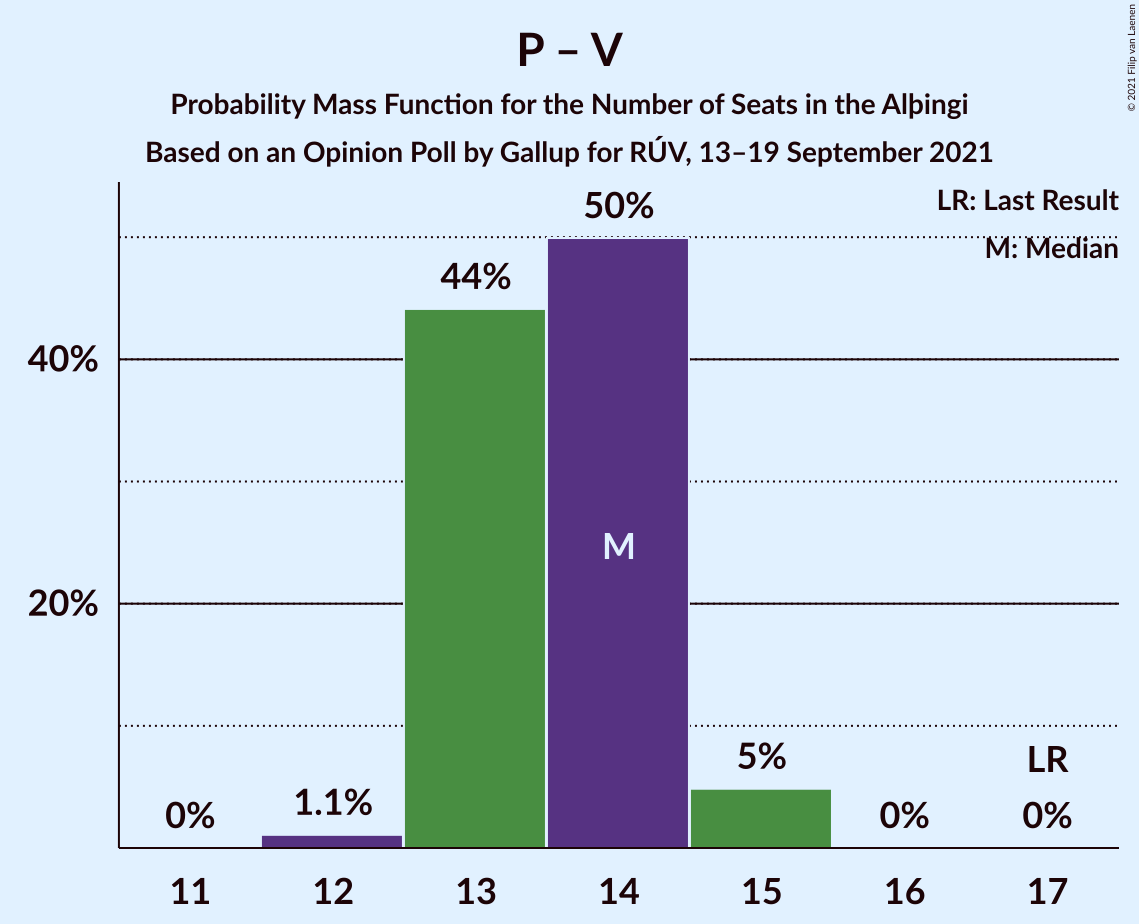 P – V
Probability Mass Function for the Number of Seats in the Alþingi
Based on an Opinion Poll by Gallup for RÚV, 13–19 September 2021
© 2021 Filip van Laenen
LR: Last Result
M: Median
50%
44%
40%
M
20%
5%
LR
0%
1.1%
0%
0%
11
12
13
14
15
16
17